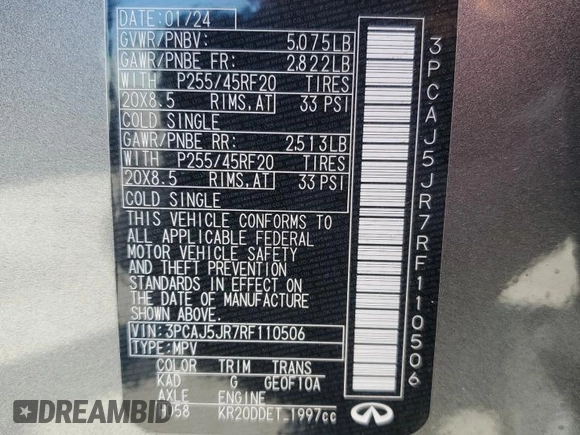 DATE: 01/24
GVWR/PNBV: 5,075LB
GAWR/PNBE FR: 2,822LB
WITH P255/45RF20 TIRES
20X8.5 RIMS,AT 33 PSI
COLD SINGLE
GAWR/PNBE RR: 2,513LB
WITH P255/45RF20 TIRES
20X8.5 RIMS,AT 33 PSI
COLD SINGLE
THIS VEHICLE CONFORMS TO
ALL APPLICABLE FEDERAL
MOTOR VEHICLE SAFETY
AND THEFT PREVENTION
STANDARDS IN EFFECT ON
THE DATE OF MANUFACTURE
SHOWN ABOVE.
VIN: 3PCAJ5JR7RF110506
TYPE: MPV
COLOR TRIM TRANS
KAD G GE0F10A
AXLE ENGINE
KR20DDET 1997cc
3PCAJ5JR7RF110506
AUTOBIDCAR